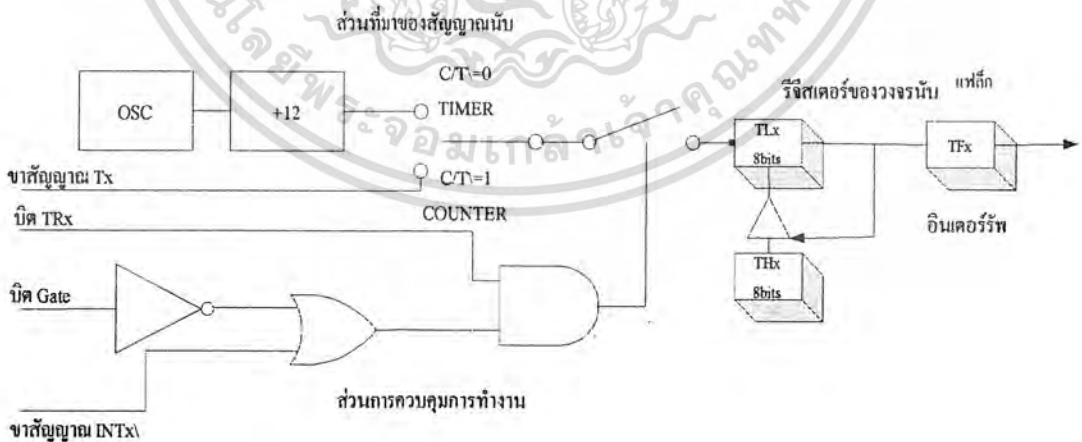 ส่วนที่มาของสัญญาณนับ
C/T\=0
TIMER
OSC
+12
รีจีสเตอร์ของวงจรนับ
แฟล็ก
TLx
8bits
TFx
ขาสัญญาณ Tx
C/T\=1
COUNTER
บิต TRx
อินเตอร์รัพ
THx
8bits
บิต Gate
ส่วนการควบคุมการทำงาน
ขาสัญญาณ INTx\